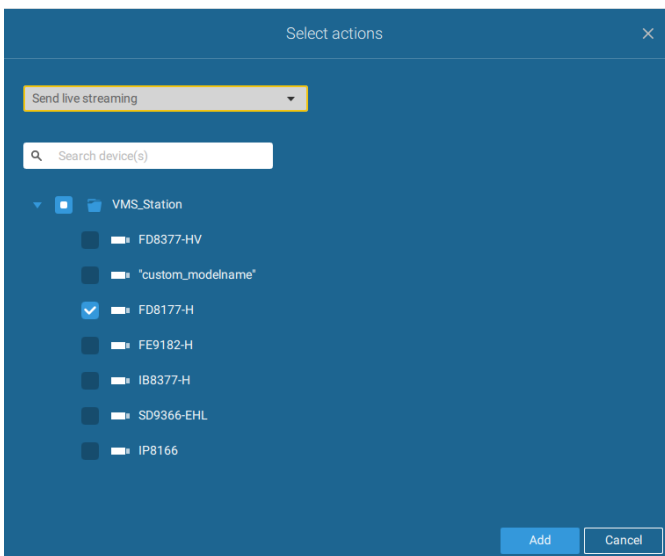 Select actions
Send live streaming
Search device(s)
VMS_Station
FD8377-HV
"custom_modelname"
FD8177-H
FE9182-H
IB8377-H
SD9366-EHL
IP8166
Add Cancel